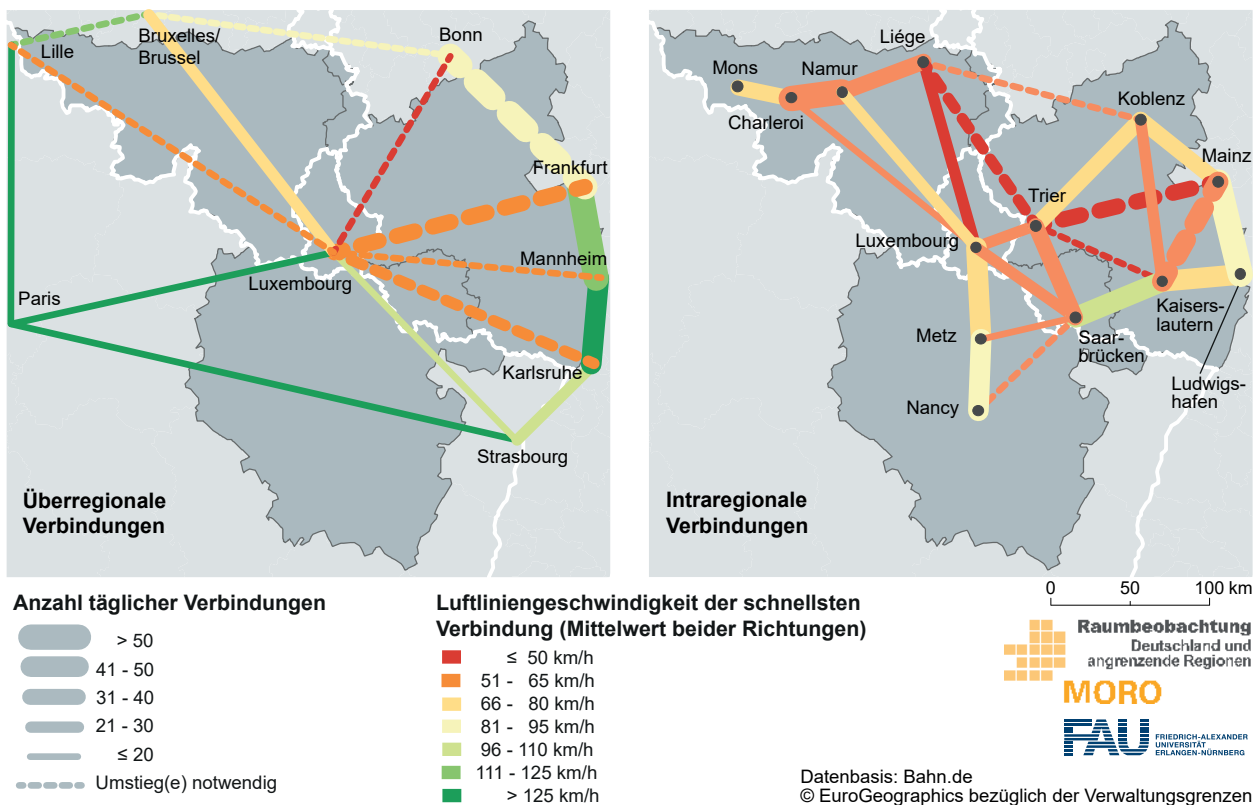 Lille
Bruxelles/
Brussel
Bonn
Frankfurt
Mannheim
Luxembourg
Paris
Karlsruhe
Strasbourg
Überregionale
Verbindungen
Liége
Mons
Namur
Charleroi
Koblenz
Mainz
Trier
Luxembourg
Kaisers-
lautern
Metz
Saar-
brücken
Ludwigs-
hafen
Nancy
Intraregionale
Verbindungen
Anzahl täglicher Verbindungen
> 50
41 - 50
31 - 40
21 - 30
≤ 20
Umstieg(e) notwendig
Luftliniengeschwindigkeit der schnellsten
Verbindung (Mittelwert beider Richtungen)
≤ 50 km/h
51 - 65 km/h
66 - 80 km/h
81 - 95 km/h
96 - 110 km/h
111 - 125 km/h
> 125 km/h
0 50 100 km
Raumbeobachtung
Deutschland und
angrenzende Regionen
MORO
FAU
FRIEDRICH-ALEXANDER
UNIVERSITÄT
ERLANGEN-NÜRNBERG
Datenbasis: Bahn.de
© EuroGeographics bezüglich der Verwaltungsgrenzen